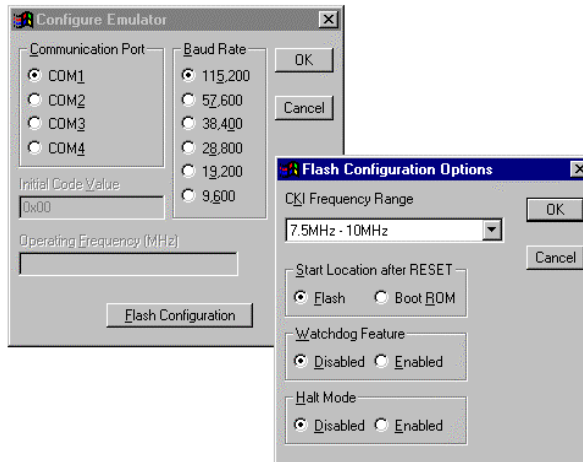 Configure Emulator
Communication Port
COM1
COM2
COM3
COM4
Baud Rate
115,200
57,600
38,400
28,800
19,200
9,600
OK
Cancel
Initial Code Value
0x00
Operating Frequency (MHz)
Flash Configuration
Flash Configuration Options
CKI Frequency Range
7.5MHz - 10MHz
OK
Cancel
Start Location after RESET
Flash Boot ROM
Watchdog Feature
Disabled Enabled
Halt Mode
Disabled Enabled